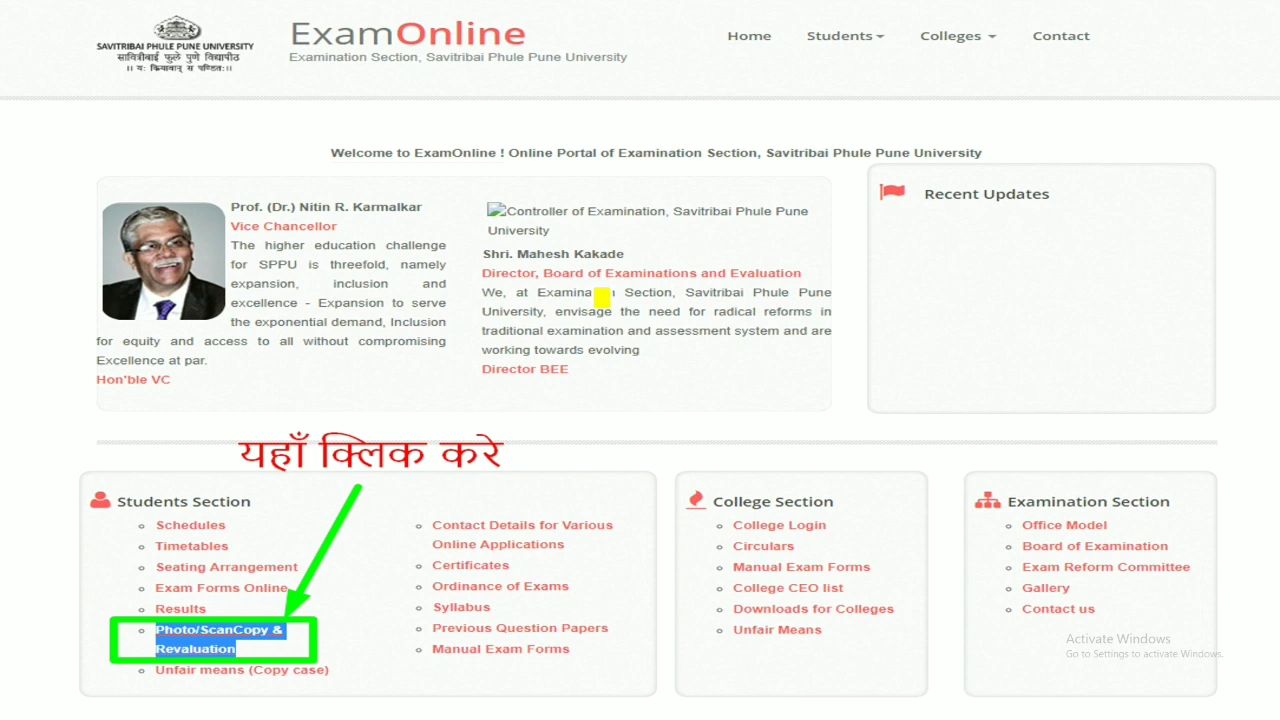 SAVITRIBAI PHULE PUNE UNIVERSITY
सावित्रीबाई फुले पुणे विद्यापीठ
।। यः क्रियावान् स पण्डितः।।
ExamOnline
Examination Section, Savitribai Phule Pune University
Home Students Colleges Contact
Welcome to ExamOnline ! Online Portal of Examination Section, Savitribai Phule Pune University
Prof. (Dr.) Nitin R. Karmalkar
Vice Chancellor
The higher education challenge
for SPPU is threefold, namely
expansion, inclusion and
excellence - Expansion to serve
the exponential demand, Inclusion
for equity and access to all without compromising
Excellence at par.
Hon'ble VC
Controller of Examination, Savitribai Phule Pune
University
Shri. Mahesh Kakade
Director, Board of Examinations and Evaluation
We, at Examina Section, Savitribai Phule Pune
University, envisage the need for radical reforms in
traditional examination and assessment system and are
working towards evolving
Director BEE
Recent Updates
यहाँ क्लिक करे
Students Section
Schedules
Timetables
Seating Arrangement
Exam Forms Online
Results
Photo/ScanCopy &
Revaluation
Unfair means (Copy case)
Contact Details for Various
Online Applications
Certificates
Ordinance of Exams
Syllabus
Previous Question Papers
Manual Exam Forms
College Section
College Login
Circulars
Manual Exam Forms
College CEO list
Downloads for Colleges
Unfair Means
Examination Section
Office Model
Board of Examination
Exam Reform Committee
Gallery
Contact us
Activate Windows
Go to Settings to activate Windows.